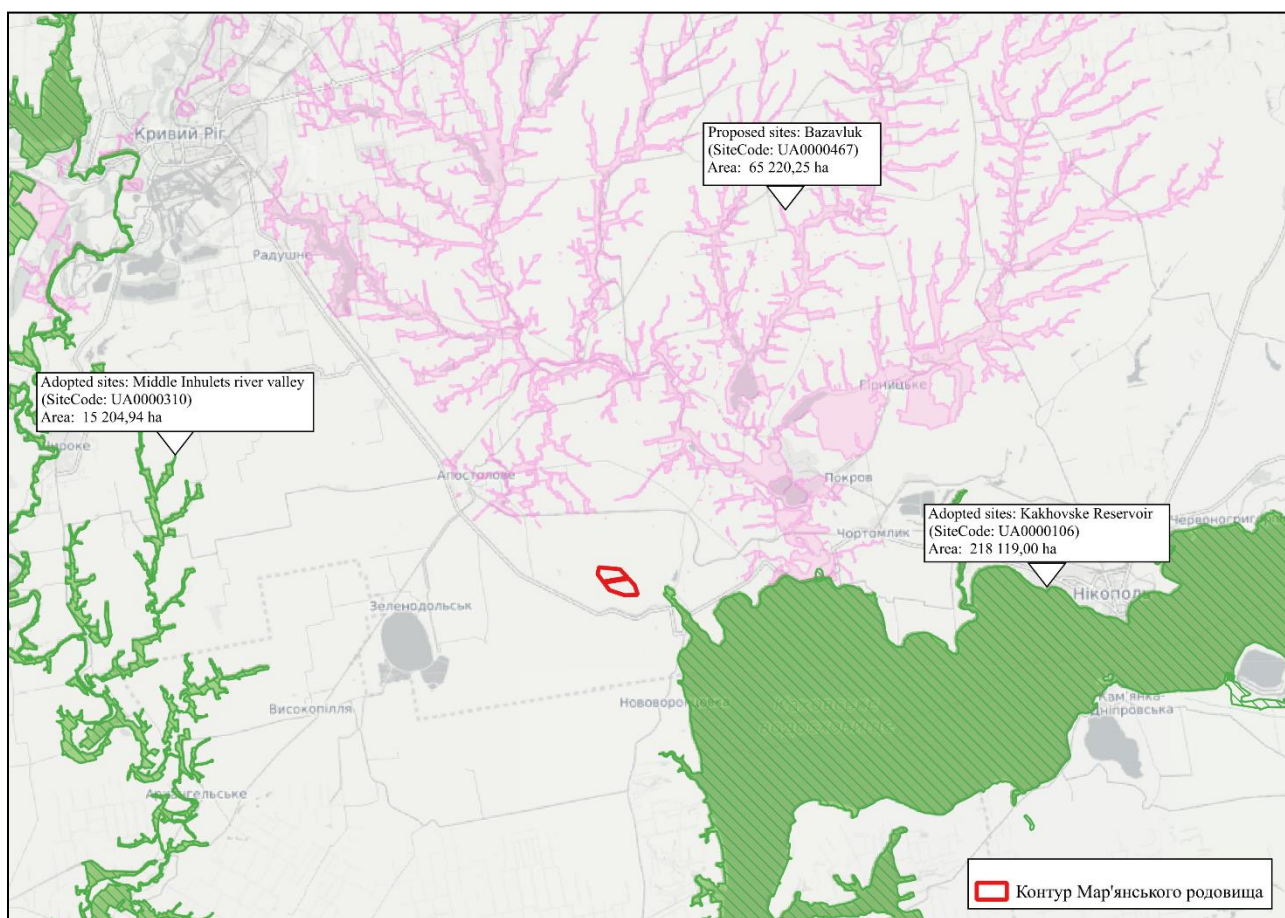 Кривий Ріг
Proposed sites: Bazavluk
(SiteCode: UA0000467)
Area: 65 220,25 ha
Радушне
Adopted sites: Middle Inhulets river valley
(SiteCode: UA0000310)
Area: 15 204,94 ha
Гірницьке
Апостолове
Покров
Adopted sites: Kakhovske Reservoir
(SiteCode: UA0000106)
Area: 218 119,00 ha
Чортомлик
Зеленодольськ
Нікополь
Високопілля
Нововоронцовка
Кам'янка-
Дніпровська
Архангельське
Контур Мар'янського родовища